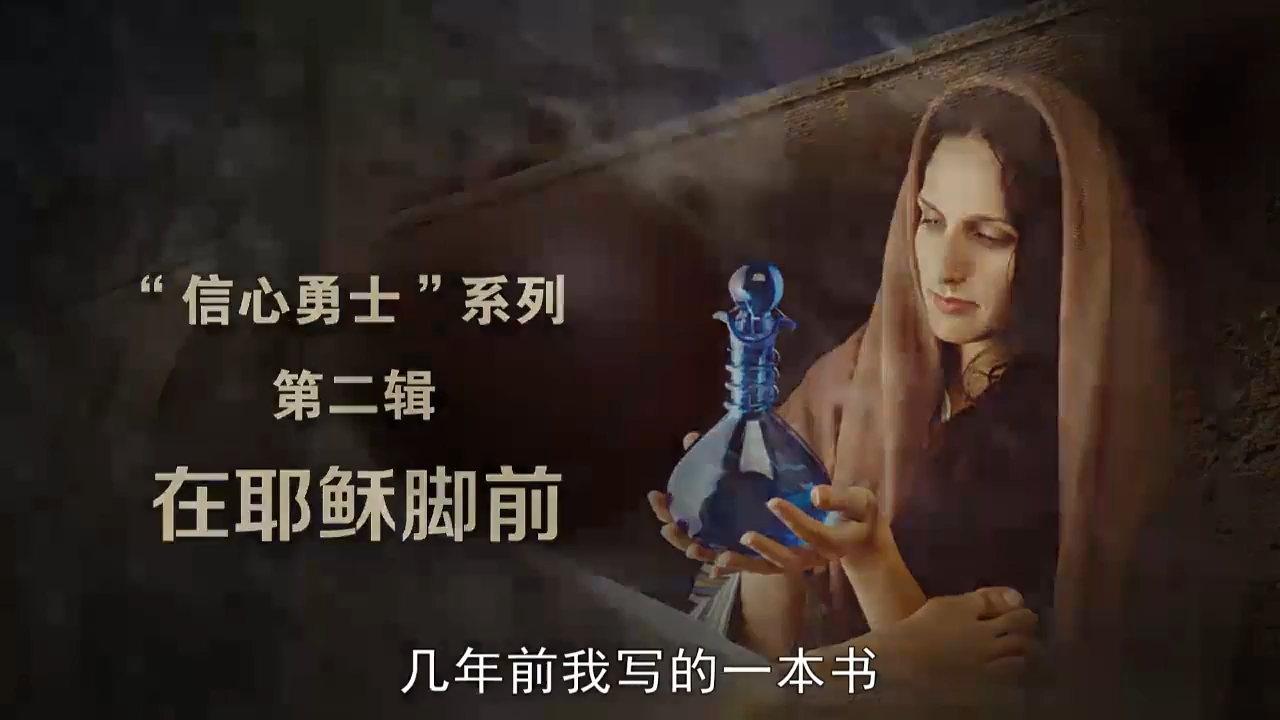 “信心勇士”系列
第二辑
在耶稣脚前
几年前我写的一本书